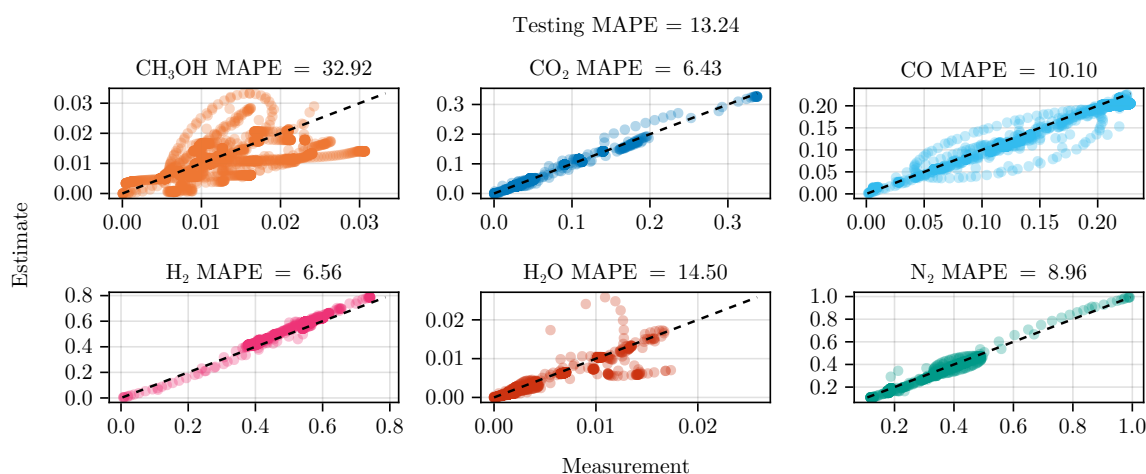 Testing MAPE = 13.24
CH₃OH MAPE = 32.92
CO₂ MAPE = 6.43
CO MAPE = 10.10
0.03
0.02
0.01
0.00
0.00 0.01 0.02 0.03
0.3
0.2
0.1
0.0
0.0 0.1 0.2 0.3
0.20
0.15
0.10
0.05
0.00
0.00 0.05 0.10 0.15 0.20
Estimate
H₂ MAPE = 6.56
H₂O MAPE = 14.50
N₂ MAPE = 8.96
0.8
0.6
0.4
0.2
0.0
0.0 0.2 0.4 0.6 0.8
0.02
0.01
0.00
0.00 0.01 0.02
1.0
0.8
0.6
0.4
0.2
0.2 0.4 0.6 0.8 1.0
Measurement